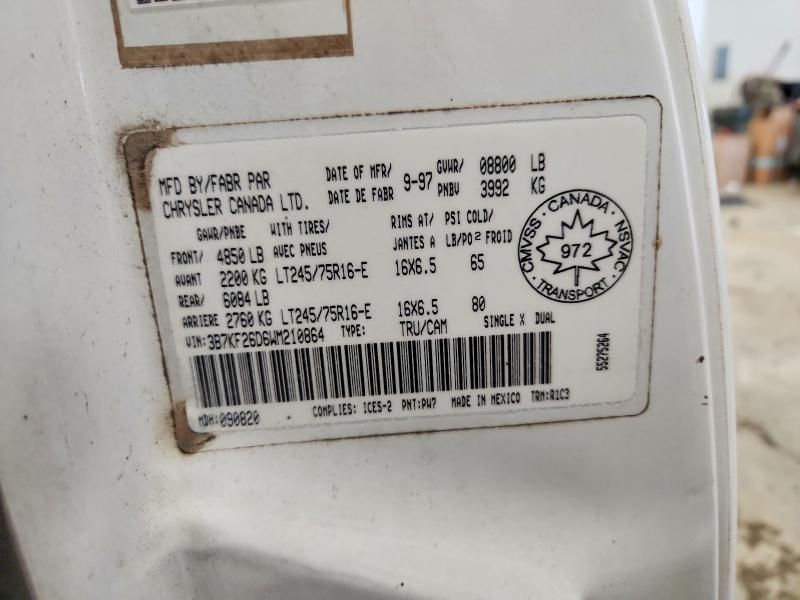 MFD BY/FABR PAR DATE OF MFR/ 9-97 GVWR/ 08800 LB
CHRYSLER CANADA LTD. DATE DE FABR PNBV 3992 KG
GAWR/PNBE WITH TIRES/ RIMS AT/ PSI COLD/
FRONT/ 4850 LB AVEC PNEUS JANTES A LB/PO² FROID
AVANT 2200 KG LT245/75R16-E 16X6.5 65
REAR/ 6084 LB
ARRIERE 2760 KG LT245/75R16-E 16X6.5 80
VIN:3B7KF26D6WM210864 TYPE: TRU/CAM SINGLE X DUAL
MDH:090820 COMPLIES: ICES-2 PNT:PW7 MADE IN MEXICO TRM:R1C3
CMVSS · CANADA · NSVAC · TRANSPORT ·
972
55275264